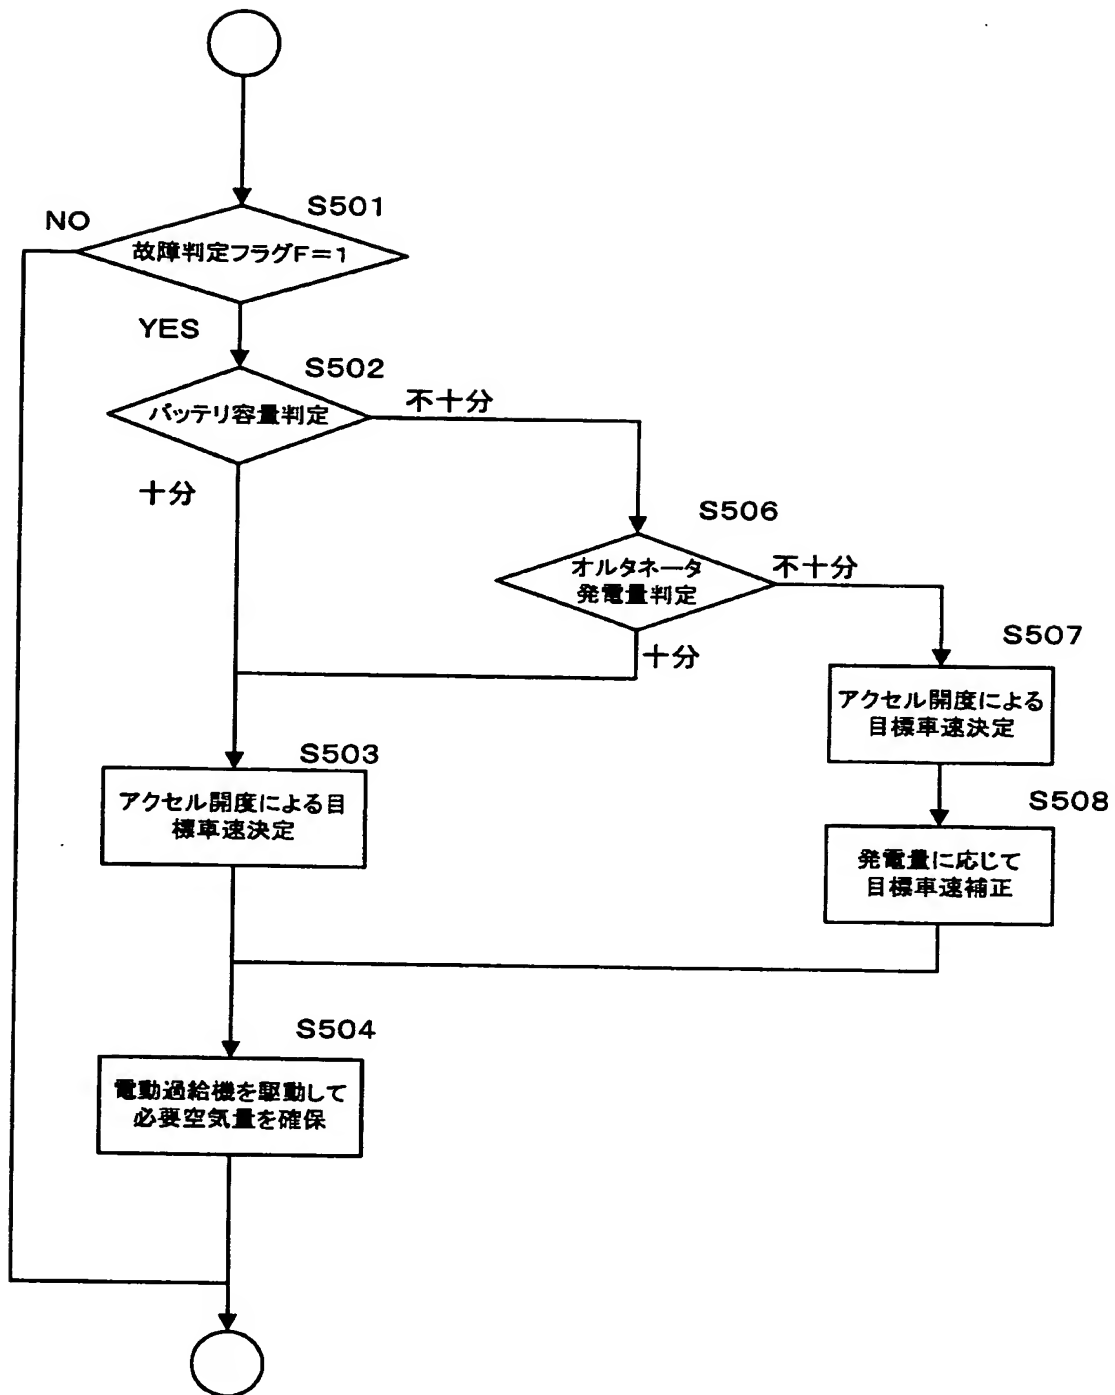 S501
NO
故障判定フラグF=1
YES
S502
不十分
バッテリ容量判定
十分
S506
オルタネータ
発電量判定
不十分
十分
S507
アクセル開度による
目標車速決定
S503
アクセル開度による目
標車速決定
S508
発電量に応じて
目標車速補正
S504
電動過給機を駆動して
必要空気量を確保